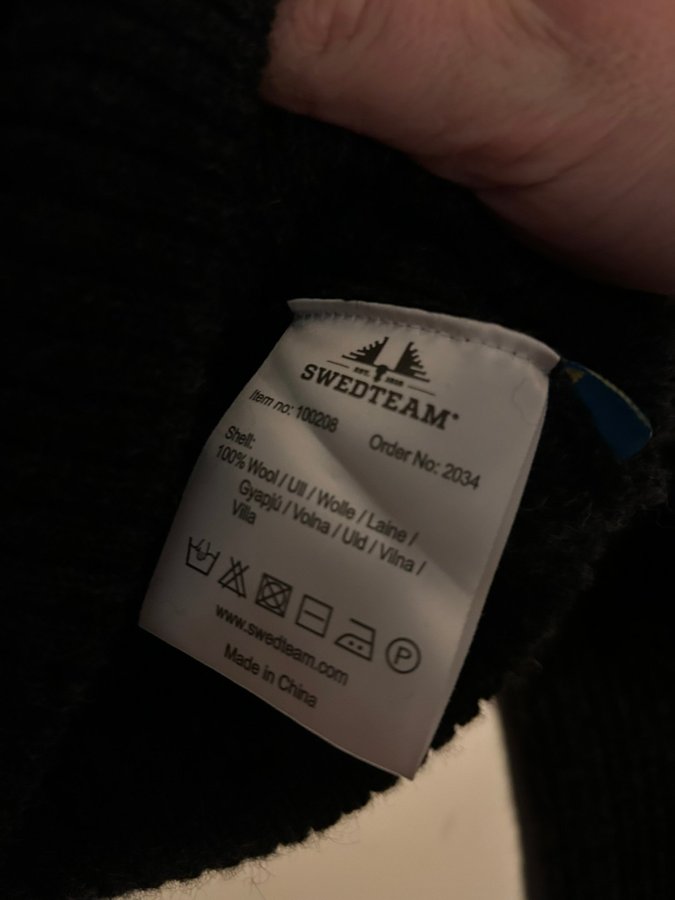 EST. 1928
SWEDTEAM®
Item no: 100208
Order No: 2034
Shell:
100% Wool / Ull / Wolle / Laine /
Gyapjú / Volna / Uld / Vilna /
Villa
P
www.swedteam.com
Made in China